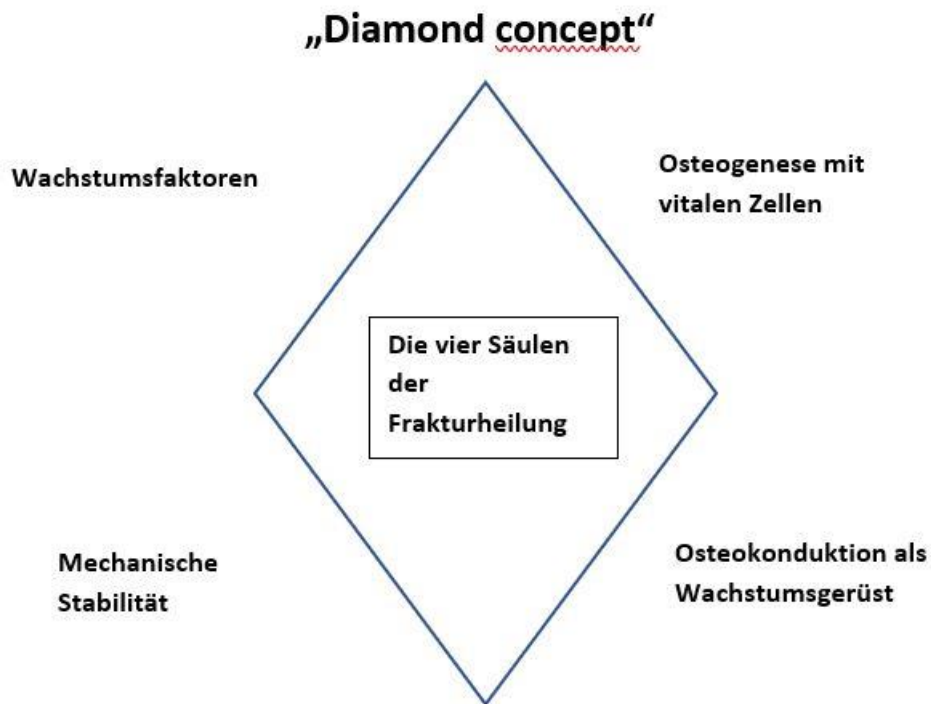 „Diamond concept“
Wachstumsfaktoren
Osteogenese mit
vitalen Zellen
Die vier Säulen
der
Frakturheilung
Mechanische
Stabilität
Osteokonduktion als
Wachstumsgerüst